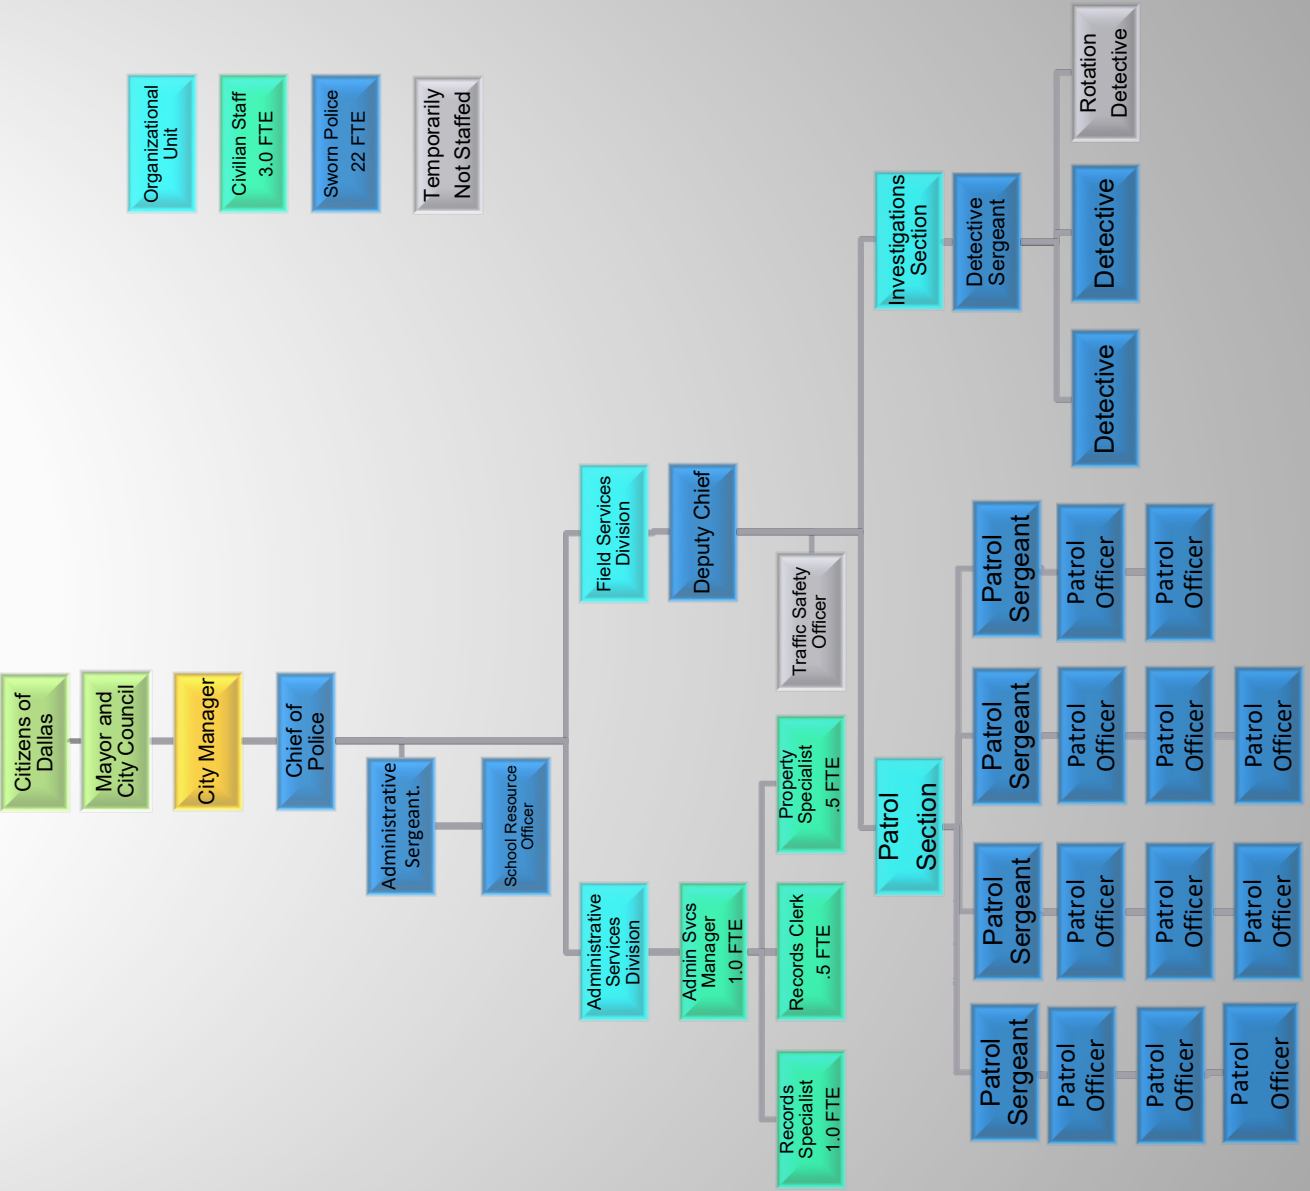 Citizens of
Dallas
Mayor and
City Council
City Manager
Chief of
Police
Administrative
Sergeant.
School Resource
Officer
Organizational
Unit
Civilian Staff
3.0 FTE
Sworn Police
22 FTE
Temporarily
Not Staffed
Administrative
Services
Division
Admin Svcs
Manager
1.0 FTE
Records
Specialist
1.0 FTE
Records Clerk
.5 FTE
Property
Specialist
.5 FTE
Field Services
Division
Deputy Chief
Traffic Safety
Officer
Patrol
Section
Patrol
Sergeant
Patrol
Officer
Patrol
Officer
Patrol
Officer
Patrol
Sergeant
Patrol
Officer
Patrol
Officer
Patrol
Officer
Patrol
Sergeant
Patrol
Officer
Patrol
Officer
Patrol
Officer
Patrol
Sergeant
Patrol
Officer
Patrol
Officer
Investigations
Section
Detective
Sergeant
Detective
Detective
Rotation
Detective